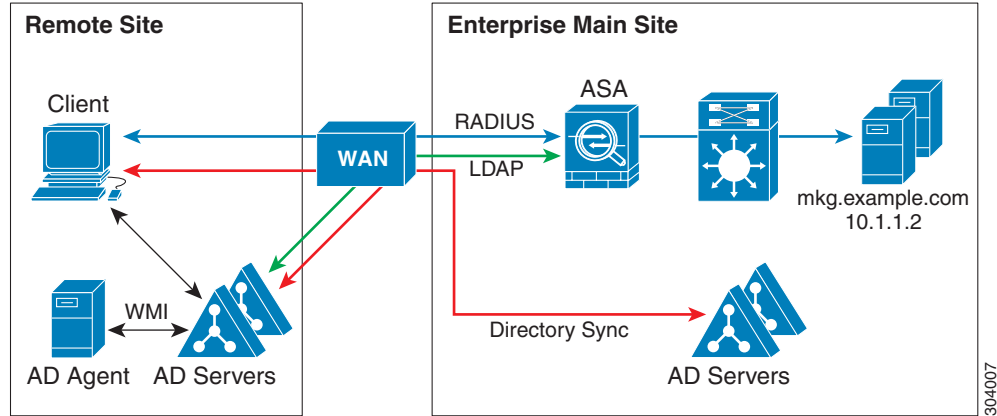 Remote Site
Enterprise Main Site
Client
ASA
RADIUS
WAN
LDAP
mkg.example.com
10.1.1.2
WMI
Directory Sync
AD Agent
AD Servers
AD Servers
304007